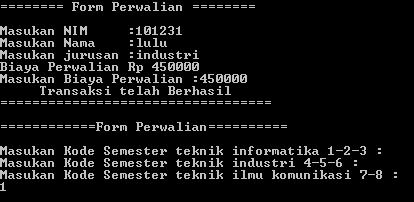 ======== Form Perwalian ========
Masukan NIM     :101231
Masukan Nama    :lulu
Masukan jurusan :industri
Biaya Perwalian Rp 450000
Masukan Biaya Perwalian :450000
     Transaksi telah Berhasil
==================================
============Form Perwalian==========
Masukan Kode Semester teknik informatika 1-2-3 :
Masukan Kode Semester teknik industri 4-5-6 :
Masukan Kode Semester teknik ilmu komunikasi 7-8 :
1